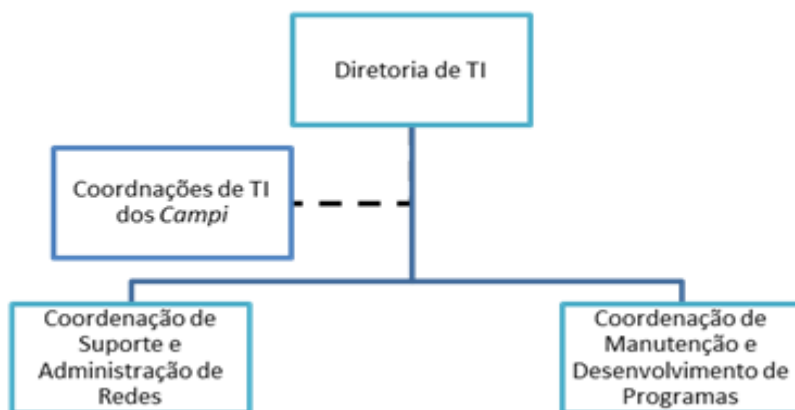 Diretoria de TI
Coordnações de TI
dos Campi
Coordenação de
Suporte e
Administração de
Redes
Coordenação de
Manutenção e
Desenvolvimento de
Programas